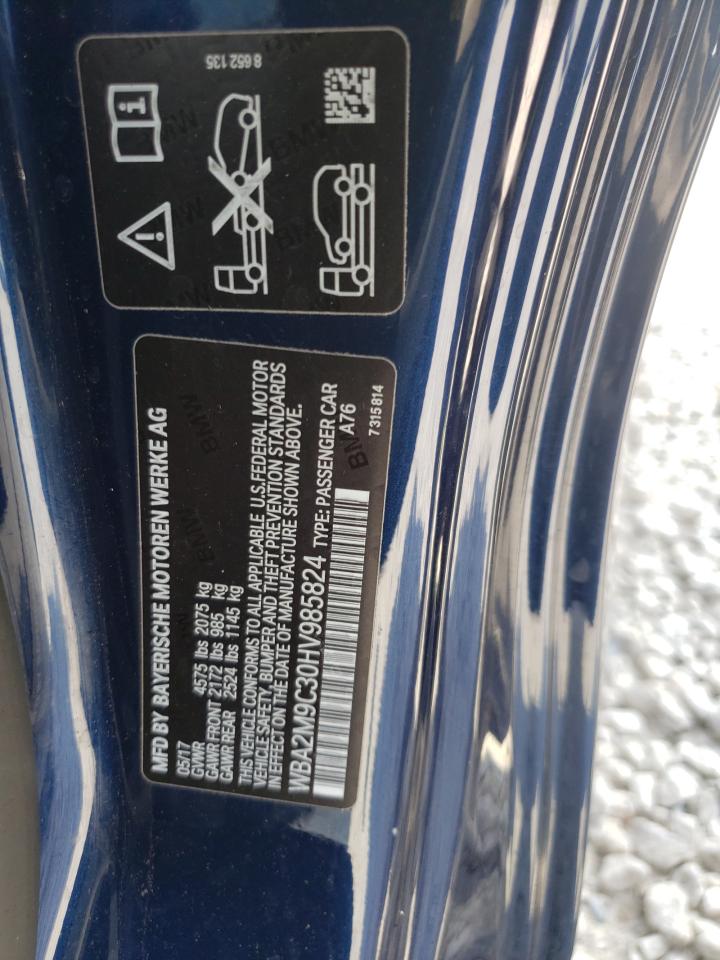 8 652 135
MFD BY BAYERISCHE MOTOREN WERKE AG
05/17
GVWR 4575 lbs 2075 kg
GAWR FRONT 2172 lbs 985 kg
GAWR REAR 2524 lbs 1145 kg
THIS VEHICLE CONFORMS TO ALL APPLICABLE U.S.FEDERAL MOTOR
VEHICLE SAFETY, BUMPER AND THEFT PREVENTION STANDARDS
IN EFFECT ON THE DATE OF MANUFACTURE SHOWN ABOVE.
WBA2M9C30HV985824 TYPE: PASSENGER CAR
A76
7315814
BMW
BMW